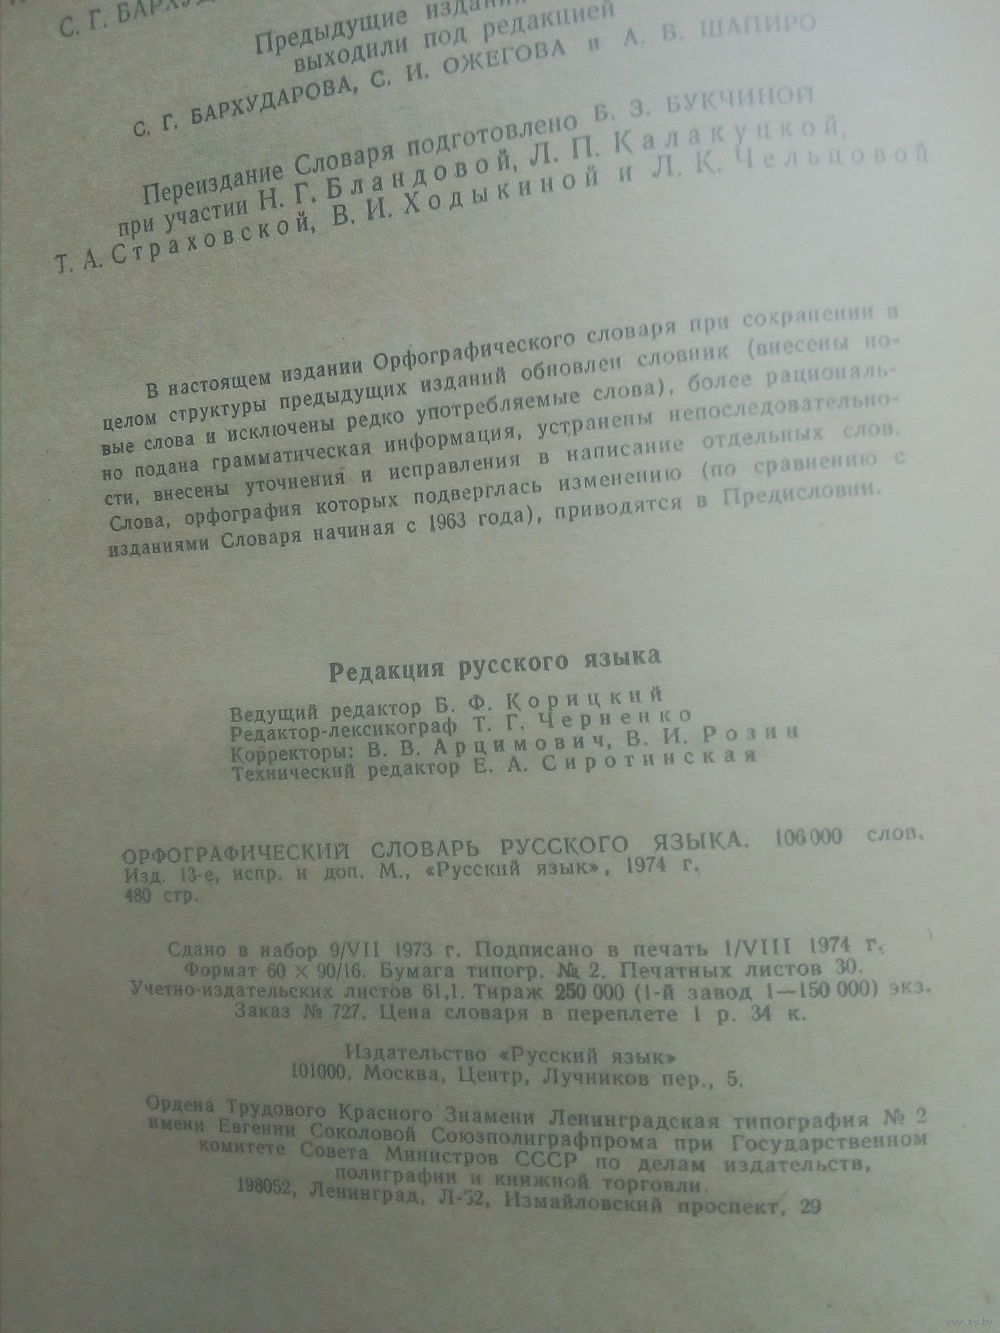 С. Г. БАРХУД
Предыдущие издания
выходили под редакцией
С. Г. БАРХУДАРОВА, С. И. ОЖЕГОВА и А. Б. ШАПИРО
Переиздание Словаря подготовлено Б. З. БУКЧИНОЙ
при участии Н. Г. Бландовой, Л. П. Калакуцкой,
Т. А. Страховской, В. И. Ходыкиной и Л. К. Чельцовой
В настоящем издании Орфографического словаря при сохранении в
целом структуры предыдущих изданий обновлен словник (внесены но-
вые слова и исключены редко употребляемые слова), более рациональ-
но подана грамматическая информация, устранены непоследовательно-
сти, внесены уточнения и исправления в написание отдельных слов.
Слова, орфография которых подверглась изменению (по сравнению с
изданиями Словаря начиная с 1963 года), приводятся в Предисловии.
Редакция русского языка
Ведущий редактор Б. Ф. Корицкий
Редактор-лексикограф Т. Г. Черненко
Корректоры: В. В. Арцимович, В. И. Розин
Технический редактор Е. А. Сиротинская
ОРФОГРАФИЧЕСКИЙ СЛОВАРЬ РУССКОГО ЯЗЫКА. 106 000 слов.
Изд. 13-е, испр. и доп. М., «Русский язык», 1974 г.
480 стр.
Сдано в набор 9/VII 1973 г. Подписано в печать 1/VIII 1974 г.
Формат 60 × 90/16. Бумага типогр. № 2. Печатных листов 30.
Учетно-издательских листов 61,1. Тираж 250 000 (1-й завод 1—150 000) экз.
Заказ № 727. Цена словаря в переплете 1 р. 34 к.
Издательство «Русский язык»
101000, Москва, Центр, Лучников пер., 5.
Ордена Трудового Красного Знамени Ленинградская типография № 2
имени Евгении Соколовой Союзполиграфпрома при Государственном
комитете Совета Министров СССР по делам издательств,
полиграфии и книжной торговли.
198052, Ленинград, Л-52, Измайловский проспект, 29
www.ay.by